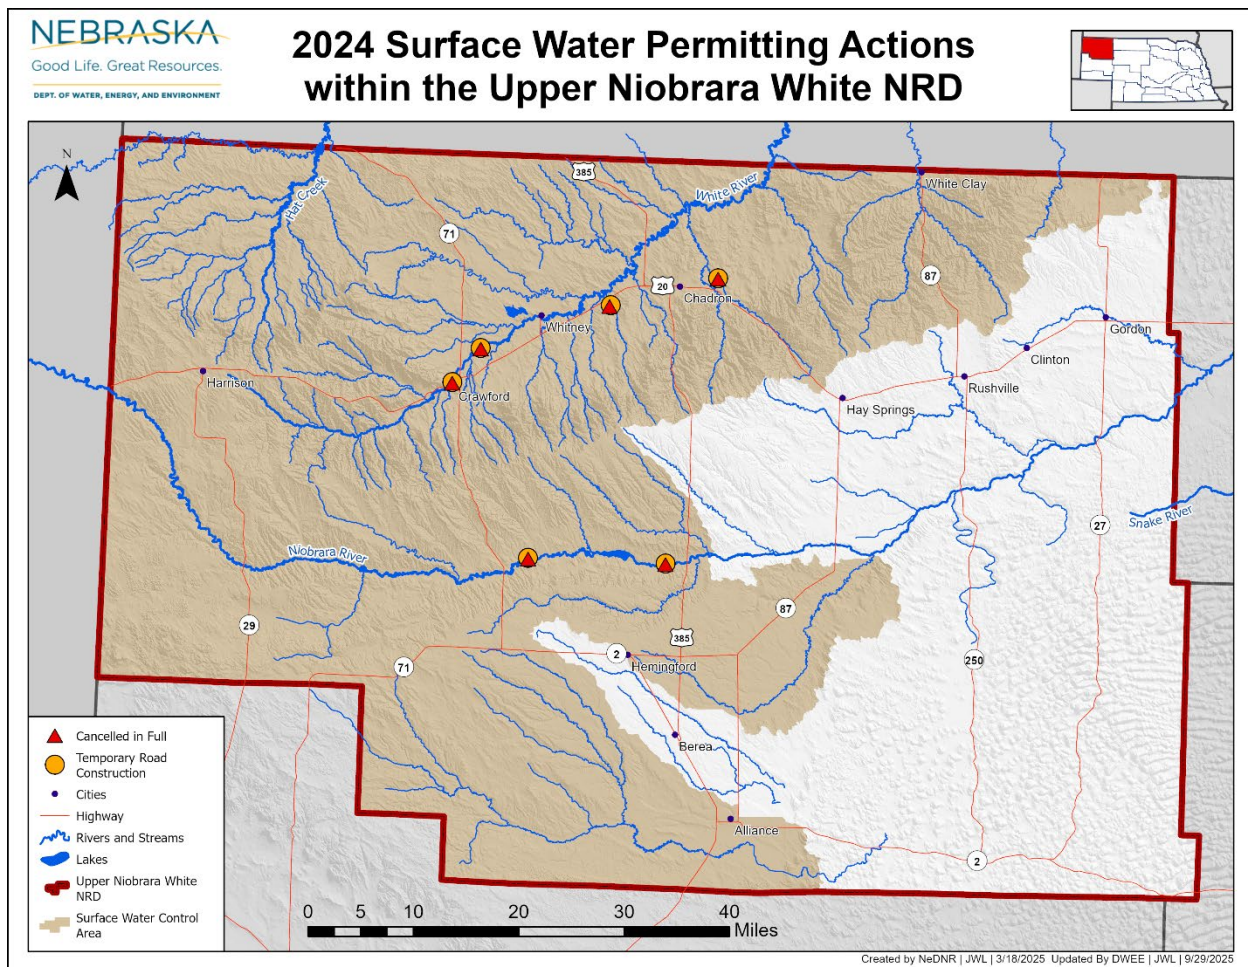 NEBRASKA
Good Life. Great Resources.
DEPT. OF WATER, ENERGY, AND ENVIRONMENT
2024 Surface Water Permitting Actions
within the Upper Niobrara White NRD
N
385
White River
White Clay
Hat Creek
71
87
20
Chadron
Whitney
Gordon
Clinton
Harrison
Rushville
Crawford
Hay Springs
Snake River
27
Niobrara River
87
29
385
2
Hemingford
250
71
Berea
Alliance
2
Cancelled in Full
Temporary Road
Construction
Cities
Highway
Rivers and Streams
Lakes
Upper Niobrara White
NRD
Surface Water Control
Area
0 5 10 20 30 40
Miles
Created by NeDNR | JWL | 3/18/2025 Updated By DWEE | JWL | 9/29/2025